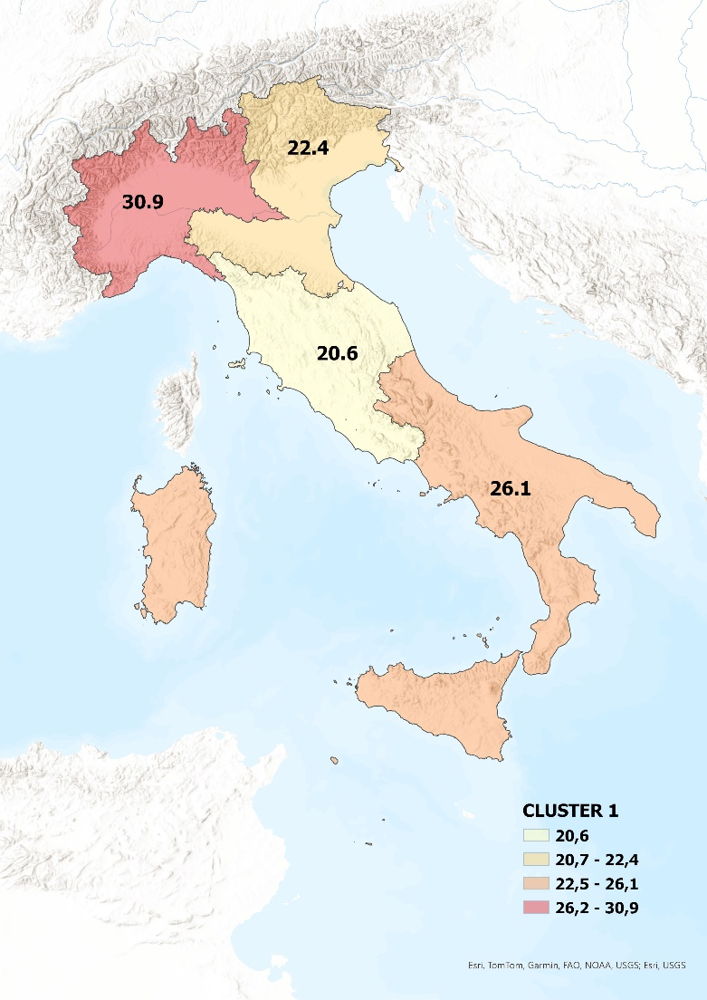 22.4
30.9
20.6
26.1
CLUSTER 1
20,6
20,7 - 22,4
22,5 - 26,1
26,2 - 30,9
Esri, TomTom, Garmin, FAO, NOAA, USGS; Esri, USGS